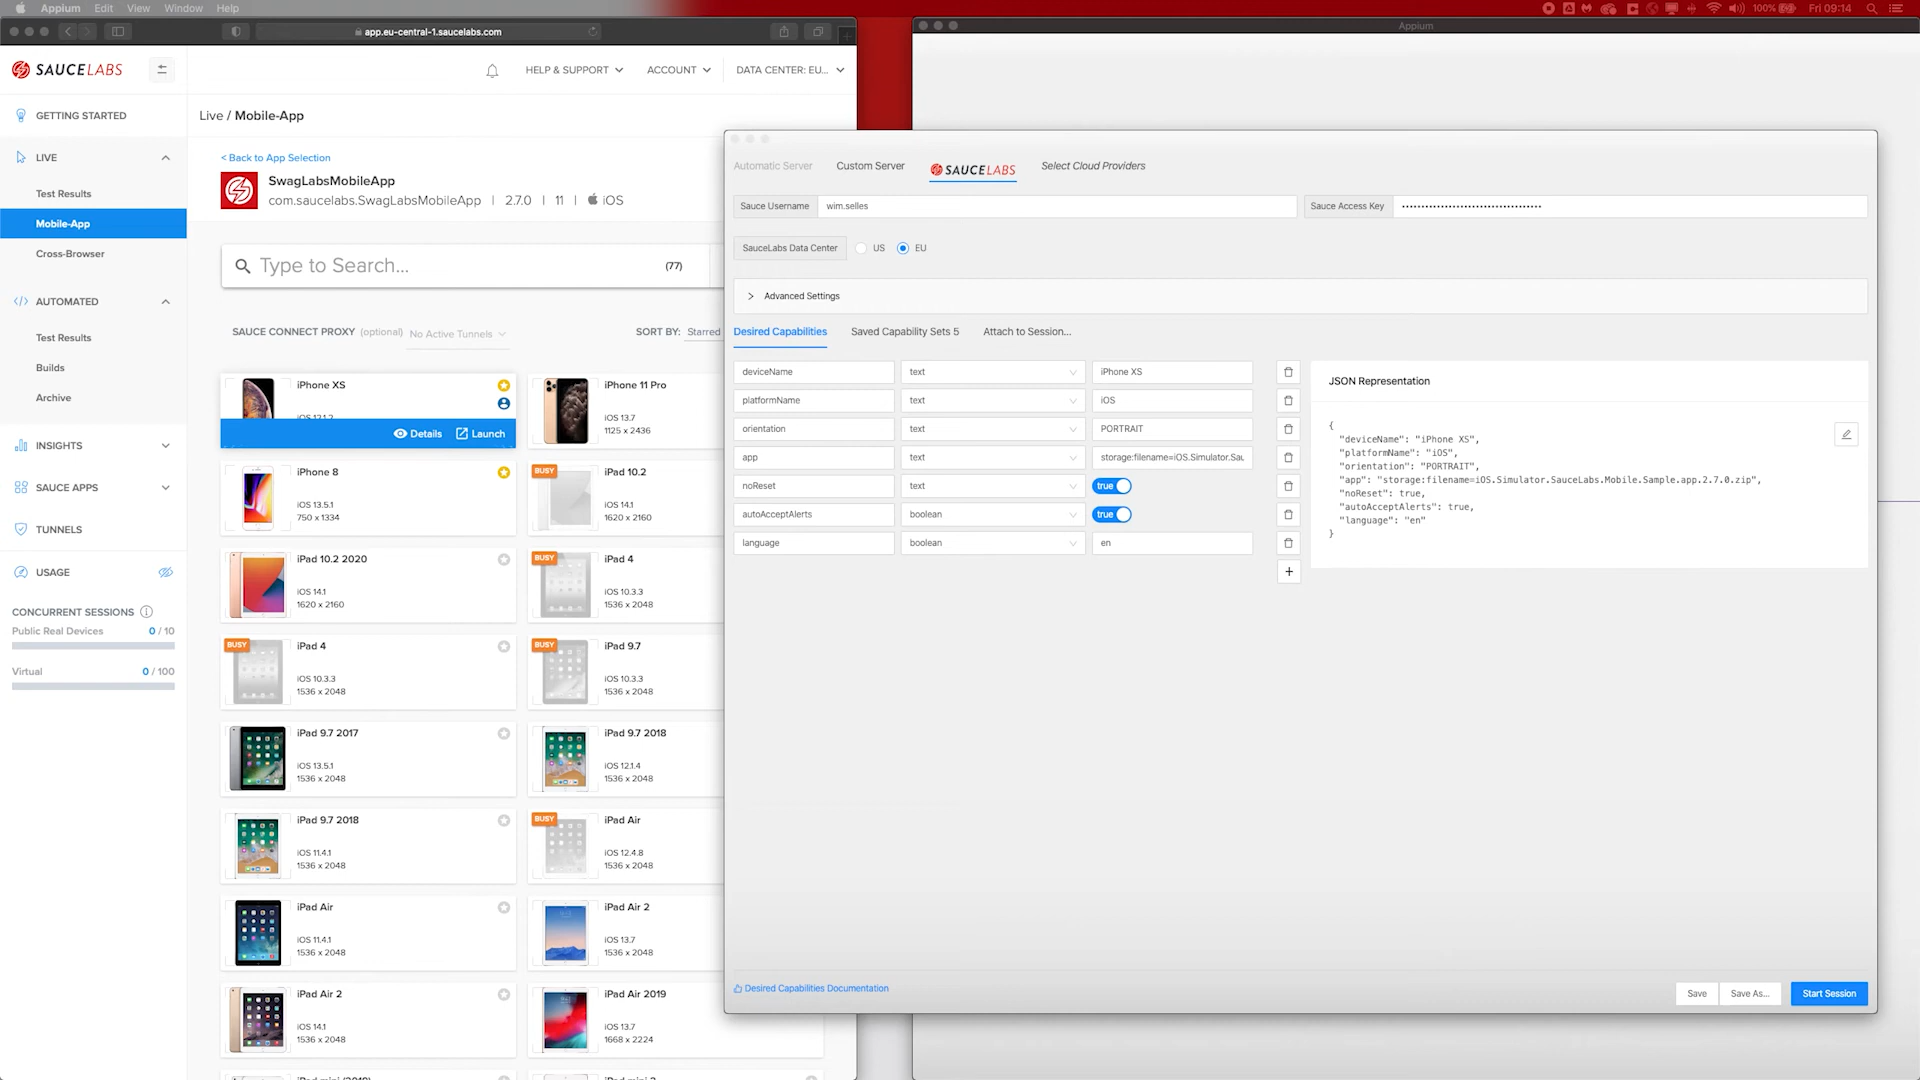 Appium Edit View Window Help
100% Fri 09:14
app.eu-central-1.saucelabs.com
Appium
SAUCELABS
HELP & SUPPORT
ACCOUNT
DATA CENTER: EU...
GETTING STARTED
LIVE
Test Results
Mobile-App
Cross-Browser
AUTOMATED
Test Results
Builds
Archive
INSIGHTS
SAUCE APPS
TUNNELS
USAGE
CONCURRENT SESSIONS
Public Real Devices 0 / 10
Virtual 0 / 100
Live / Mobile-App
< Back to App Selection
SwagLabsMobileApp
com.saucelabs.SwagLabsMobileApp | 2.7.0 | 11 | iOS
Type to Search... (77)
SAUCE CONNECT PROXY (optional) No Active Tunnels
SORT BY: Starred
iPhone XS
iOS 12.1.2
Details Launch
iPhone 11 Pro
iOS 13.7
1125 x 2436
iPhone 8
iOS 13.5.1
750 x 1334
BUSY
iPad 10.2
iOS 14.1
1620 x 2160
iPad 10.2 2020
iOS 14.1
1620 x 2160
BUSY
iPad 4
iOS 10.3.3
1536 x 2048
BUSY
iPad 4
iOS 10.3.3
1536 x 2048
BUSY
iPad 9.7
iOS 10.3.3
1536 x 2048
iPad 9.7 2017
iOS 13.5.1
1536 x 2048
iPad 9.7 2018
iOS 12.1.4
1536 x 2048
iPad 9.7 2018
iOS 11.4.1
1536 x 2048
BUSY
iPad Air
iOS 12.4.8
1536 x 2048
iPad Air
iOS 11.4.1
1536 x 2048
iPad Air 2
iOS 13.7
1536 x 2048
iPad Air 2
iOS 14.1
1536 x 2048
iPad Air 2019
iOS 13.7
1668 x 2224
Automatic Server
Custom Server
SAUCELABS
Select Cloud Providers
Sauce Username wim.selles
Sauce Access Key
SauceLabs Data Center US EU
Advanced Settings
Desired Capabilities
Saved Capability Sets 5
Attach to Session...
deviceName text iPhone XS
platformName text iOS
orientation text PORTRAIT
app text storage:filename=iOS.Simulator.Sau
noReset text true
autoAcceptAlerts boolean true
language boolean en
+
JSON Representation
{
"deviceName": "iPhone XS",
"platformName": "iOS",
"orientation": "PORTRAIT",
"app": "storage:filename=iOS.Simulator.SauceLabs.Mobile.Sample.app.2.7.0.zip",
"noReset": true,
"autoAcceptAlerts": true,
"language": "en"
}
Desired Capabilities Documentation
Save
Save As...
Start Session